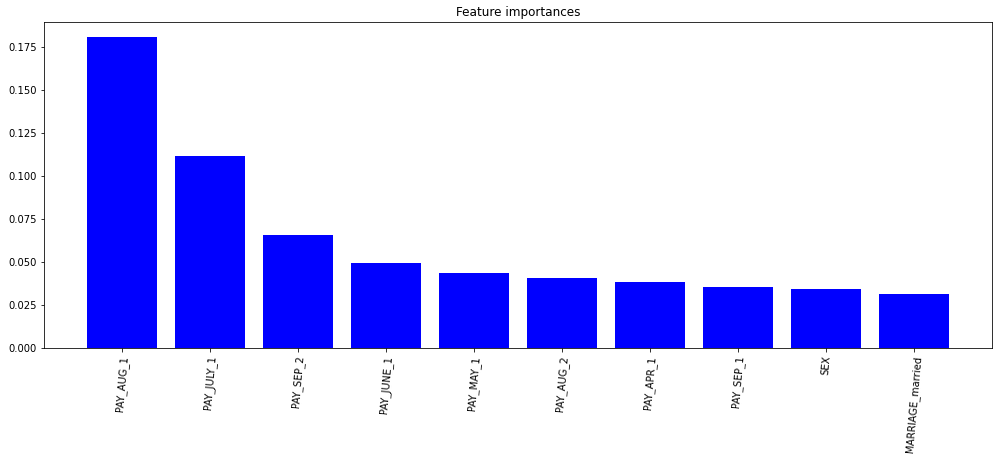 Feature importances
0.175
0.150
0.125
0.100
0.075
0.050
0.025
0.000
PAY_AUG_1
PAY_JULY_1
PAY_SEP_2
PAY_JUNE_1
PAY_MAY_1
PAY_AUG_2
PAY_APR_1
PAY_SEP_1
SEX
MARRIAGE_married